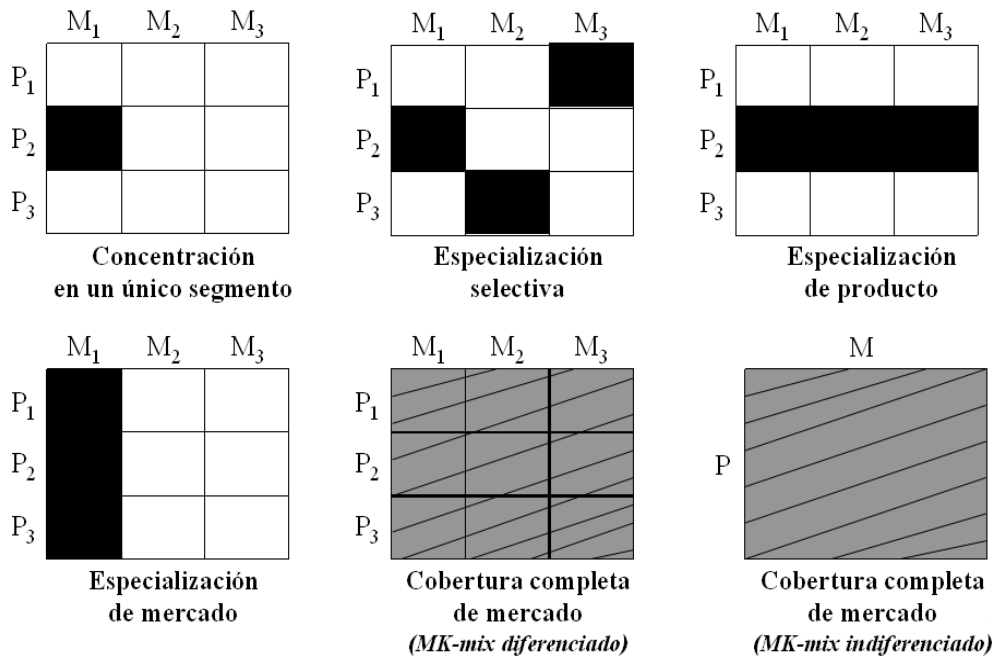 M₁ M₂ M₃
P₁
P₂
P₃
Concentración
en un único segmento
M₁ M₂ M₃
P₁
P₂
P₃
Especialización
selectiva
M₁ M₂ M₃
P₁
P₂
P₃
Especialización
de producto
M₁ M₂ M₃
P₁
P₂
P₃
Especialización
de mercado
M₁ M₂ M₃
P₁
P₂
P₃
Cobertura completa
de mercado
(MK-mix diferenciado)
M
P
Cobertura completa
de mercado
(MK-mix indiferenciado)